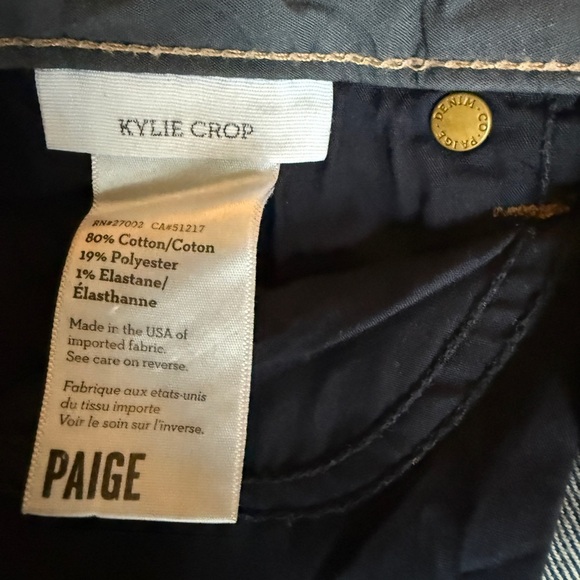 KYLIE CROP
DENIM · CO · PAIGE ·
RN#27002 CA#51217
80% Cotton/Coton
19% Polyester
1% Elastane/
Élasthanne
Made in the USA of
imported fabric.
See care on reverse.
Fabrique aux etats-unis
du tissu importe
Voir le soin sur l'inverse.
PAIGE